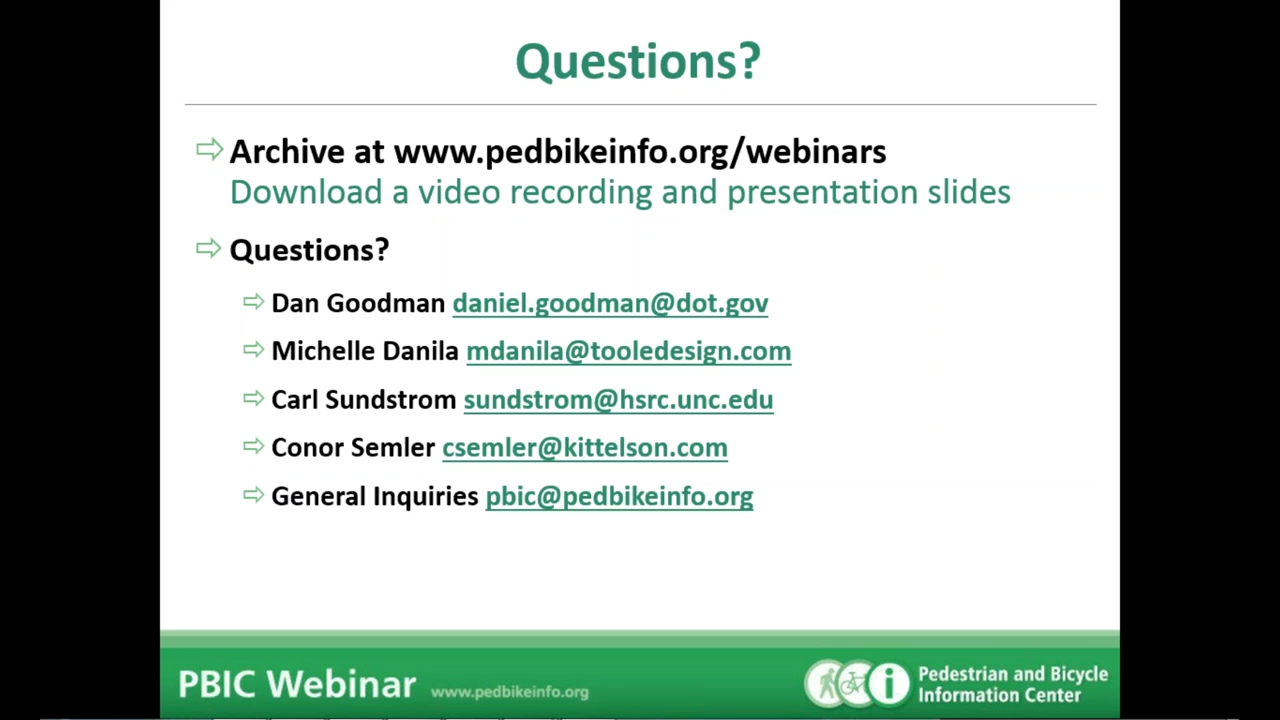 Questions?
Archive at www.pedbikeinfo.org/webinars
Download a video recording and presentation slides
Questions?
Dan Goodman daniel.goodman@dot.gov
Michelle Danila mdanila@tooledesign.com
Carl Sundstrom sundstrom@hsrc.unc.edu
Conor Semler csemler@kittelson.com
General Inquiries pbic@pedbikeinfo.org
PBIC Webinar www.pedbikeinfo.org
i
Pedestrian and Bicycle
Information Center